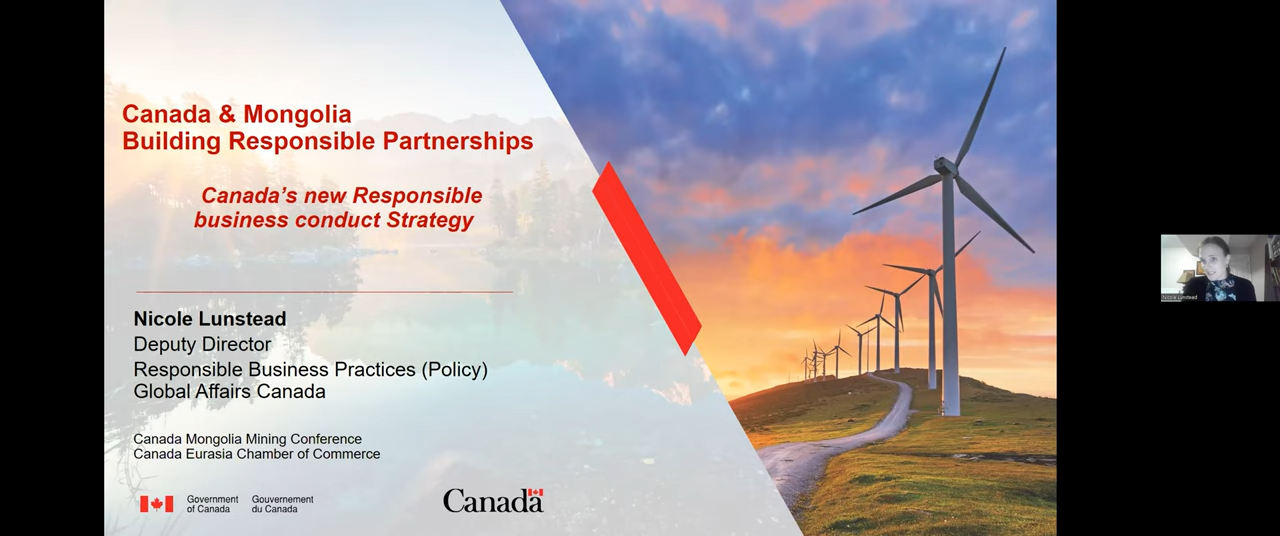 Canada & Mongolia
Building Responsible Partnerships
Canada's new Responsible
business conduct Strategy
Nicole Lunstead
Deputy Director
Responsible Business Practices (Policy)
Global Affairs Canada
Canada Mongolia Mining Conference
Canada Eurasia Chamber of Commerce
Government
of Canada
Gouvernement
du Canada
Canada
Nicole Lunstead